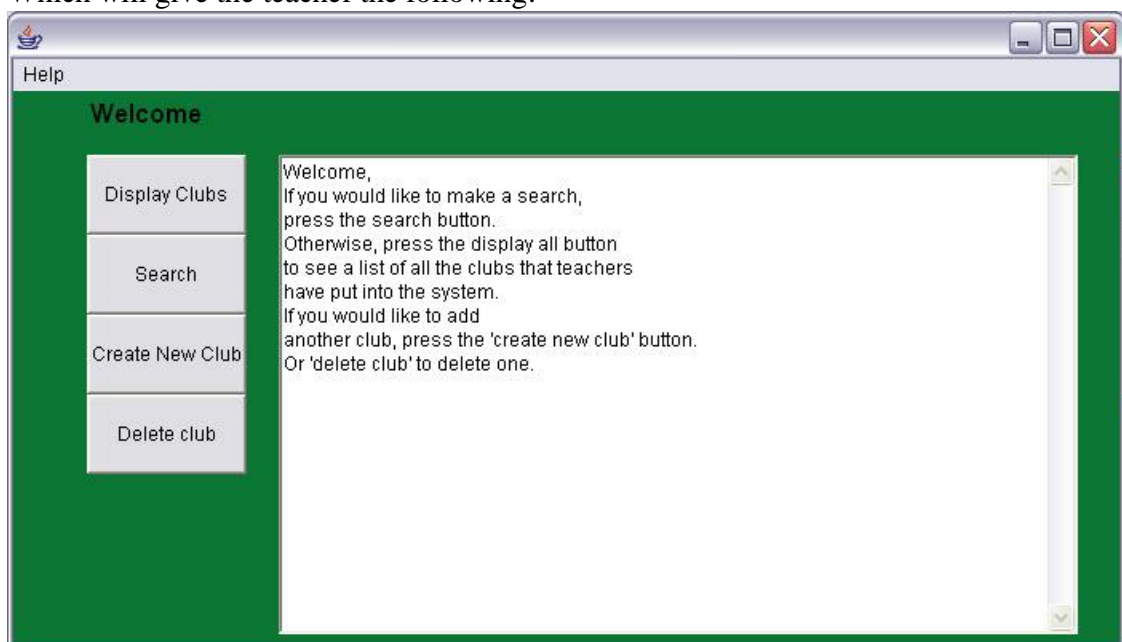 Which will give the teacher the following:
Help
Welcome
Display Clubs
Search
Create New Club
Delete club
Welcome,
If you would like to make a search,
press the search button.
Otherwise, press the display all button
to see a list of all the clubs that teachers
have put into the system.
If you would like to add
another club, press the 'create new club' button.
Or 'delete club' to delete one.